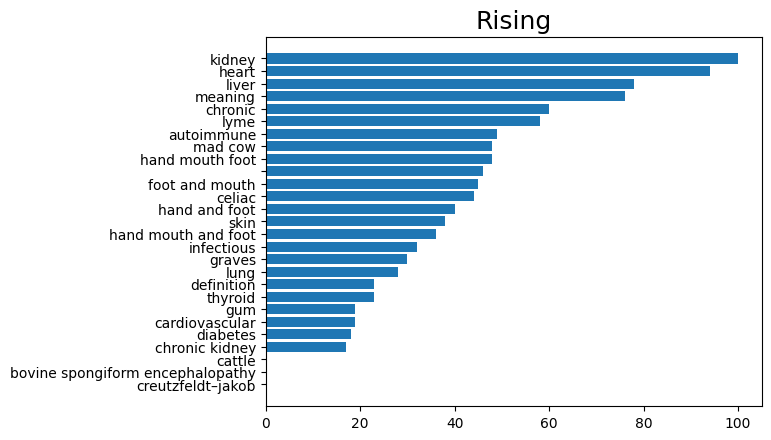 Rising
kidney
heart
liver
meaning
chronic
lyme
autoimmune
mad cow
hand mouth foot
foot and mouth
celiac
hand and foot
skin
hand mouth and foot
infectious
graves
lung
definition
thyroid
gum
cardiovascular
diabetes
chronic kidney
cattle
bovine spongiform encephalopathy
creutzfeldt–jakob
0 20 40 60 80 100